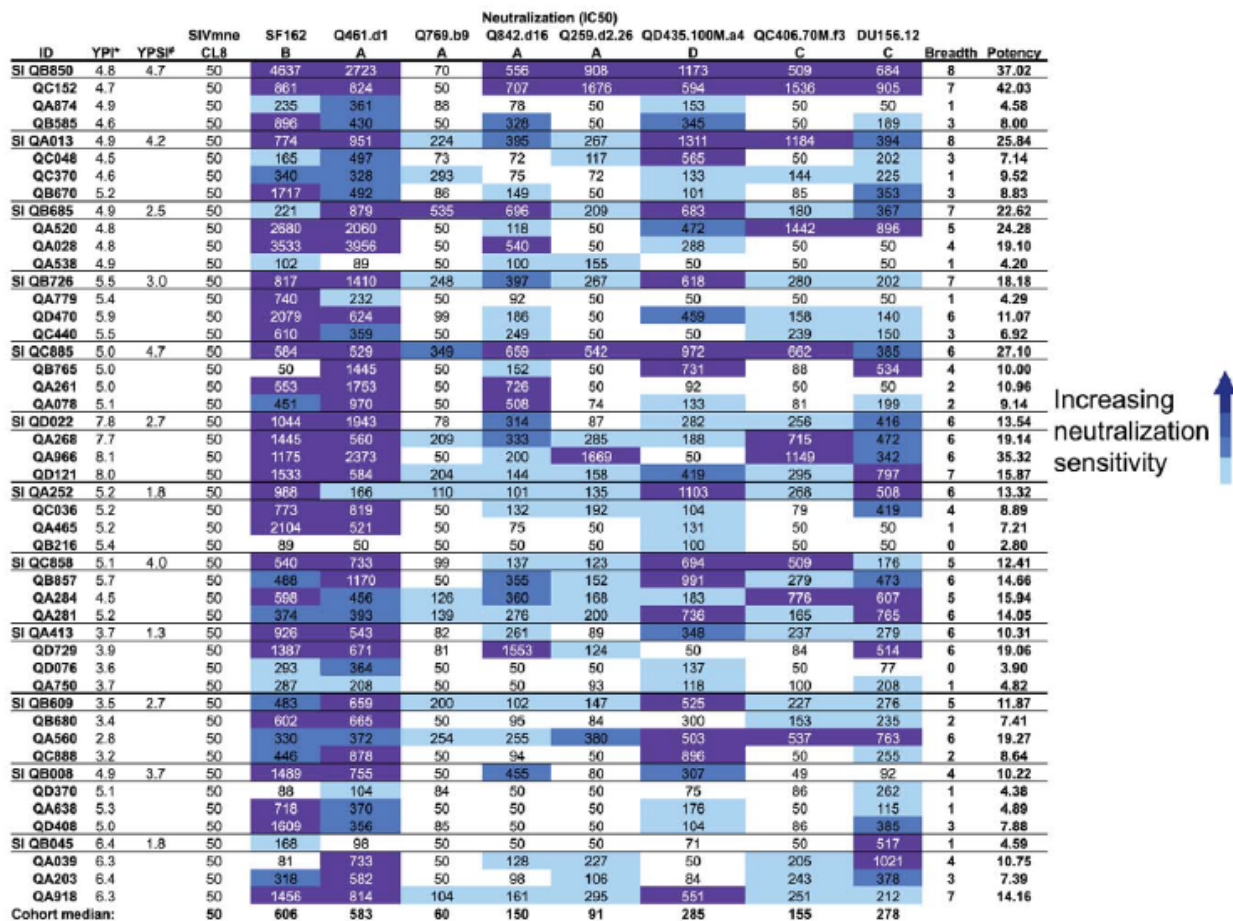 Neutralization (IC50)
SIVmne SF162 Q461.d1 Q769.b9 Q842.d16 Q259.d2.26 QD435.100M.a4 QC406.70M.f3 DU156.12
ID YPI* YPSI# CL8 B A A A A D C C Breadth Potency
SI QB850 4.8 4.7 50 4637 2723 70 556 908 1173 509 684 8 37.02
QC152 4.7 50 861 824 50 707 1676 594 1536 905 7 42.03
QA874 4.9 50 235 361 88 78 50 153 50 50 1 4.58
QB585 4.6 50 896 430 50 328 50 345 50 189 3 8.00
SI QA013 4.9 4.2 50 774 951 224 395 267 1311 1184 394 8 25.84
QC048 4.5 50 165 497 73 72 117 565 50 202 3 7.14
QC370 4.6 50 340 328 293 75 72 133 144 225 1 9.52
QB670 5.2 50 1717 492 86 149 50 101 85 353 3 8.83
SI QB685 4.9 2.5 50 221 879 535 696 209 683 180 367 7 22.62
QA520 4.8 50 2680 2060 50 118 50 472 1442 896 5 24.28
QA028 4.8 50 3533 3956 50 540 50 288 50 50 4 19.10
QA538 4.9 50 102 89 50 100 155 50 50 50 1 4.20
SI QB726 5.5 3.0 50 817 1410 248 397 267 618 280 202 7 18.18
QA779 5.4 50 740 232 50 92 50 50 50 50 1 4.29
QD470 5.9 50 2079 624 99 186 50 459 158 140 6 11.07
QC440 5.5 50 610 359 50 249 50 50 239 150 3 6.92
SI QC885 5.0 4.7 50 584 529 349 659 542 972 662 385 6 27.10
QB765 5.0 50 50 1445 50 152 50 731 88 534 4 10.00
QA261 5.0 50 553 1753 50 726 50 92 50 50 2 10.96
QA078 5.1 50 451 970 50 508 74 133 81 199 2 9.14
SI QD022 7.8 2.7 50 1044 1943 78 314 87 282 256 416 6 13.54
QA268 7.7 50 1445 560 209 333 285 188 715 472 6 19.14
QA966 8.1 50 1175 2373 50 200 1669 50 1149 342 6 35.32
QD121 8.0 50 1533 584 204 144 158 419 295 797 7 15.87
SI QA252 5.2 1.8 50 988 166 110 101 135 1103 268 508 6 13.32
QC036 5.2 50 773 819 50 132 192 104 79 419 4 8.89
QA465 5.2 50 2104 521 50 75 50 131 50 50 1 7.21
QB216 5.4 50 89 50 50 50 50 100 50 50 0 2.80
SI QC858 5.1 4.0 50 540 733 99 137 123 694 509 176 5 12.41
QB857 5.7 50 488 1170 50 355 152 991 279 473 6 14.66
QA284 4.5 50 598 456 126 360 168 183 776 607 5 15.94
QA281 5.2 50 374 393 139 276 200 736 165 765 6 14.05
SI QA413 3.7 1.3 50 926 543 82 261 89 348 237 279 6 10.31
QD729 3.9 50 1387 671 81 1553 124 50 84 514 6 19.06
QD076 3.6 50 293 364 50 50 50 137 50 77 0 3.90
QA750 3.7 50 287 208 50 50 93 118 100 208 1 4.82
SI QB609 3.5 2.7 50 483 659 200 102 147 525 227 276 5 11.87
QB680 3.4 50 602 665 50 95 84 300 153 235 2 7.41
QA560 2.8 50 330 372 254 255 380 503 537 763 6 19.27
QC888 3.2 50 446 878 50 94 50 896 50 255 2 8.64
SI QB008 4.9 3.7 50 1489 755 50 455 80 307 49 92 4 10.22
QD370 5.1 50 88 104 84 50 50 75 86 262 1 4.38
QA638 5.3 50 718 370 50 50 50 176 50 115 1 4.89
QD408 5.0 50 1609 356 85 50 50 104 86 385 3 7.88
SI QB045 6.4 1.8 50 168 98 50 50 50 71 50 517 1 4.59
QA039 6.3 50 81 733 50 128 227 50 205 1021 4 10.75
QA203 6.4 50 318 582 50 98 106 84 243 378 3 7.39
QA918 6.3 50 1456 814 104 161 295 551 251 212 7 14.16
Cohort median: 50 606 583 60 150 91 285 155 278
Increasing
neutralization
sensitivity